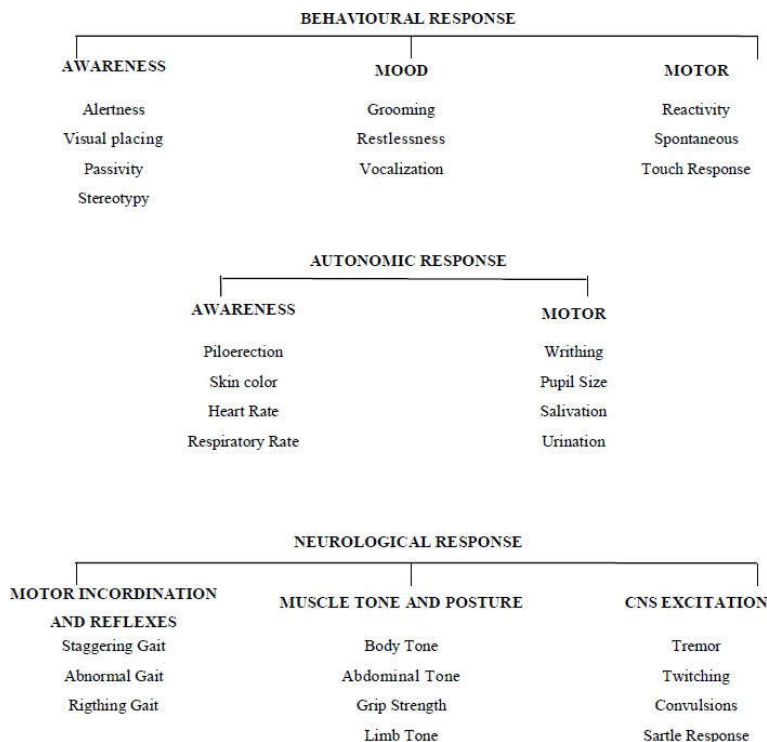 BEHAVIOURAL RESPONSE
AWARENESS MOOD MOTOR
Alertness Grooming Reactivity
Visual placing Restlessness Spontaneous
Passivity Vocalization Touch Response
Stereotypy
AUTONOMIC RESPONSE
AWARENESS MOTOR
Piloerection Writhing
Skin color Pupil Size
Heart Rate Salivation
Respiratory Rate Urination
NEUROLOGICAL RESPONSE
MOTOR INCORDINATION MUSCLE TONE AND POSTURE CNS EXCITATION
AND REFLEXES
Staggering Gait Body Tone Tremor
Abnormal Gait Abdominal Tone Twitching
Rigthing Gait Grip Strength Convulsions
Limb Tone Sartle Response